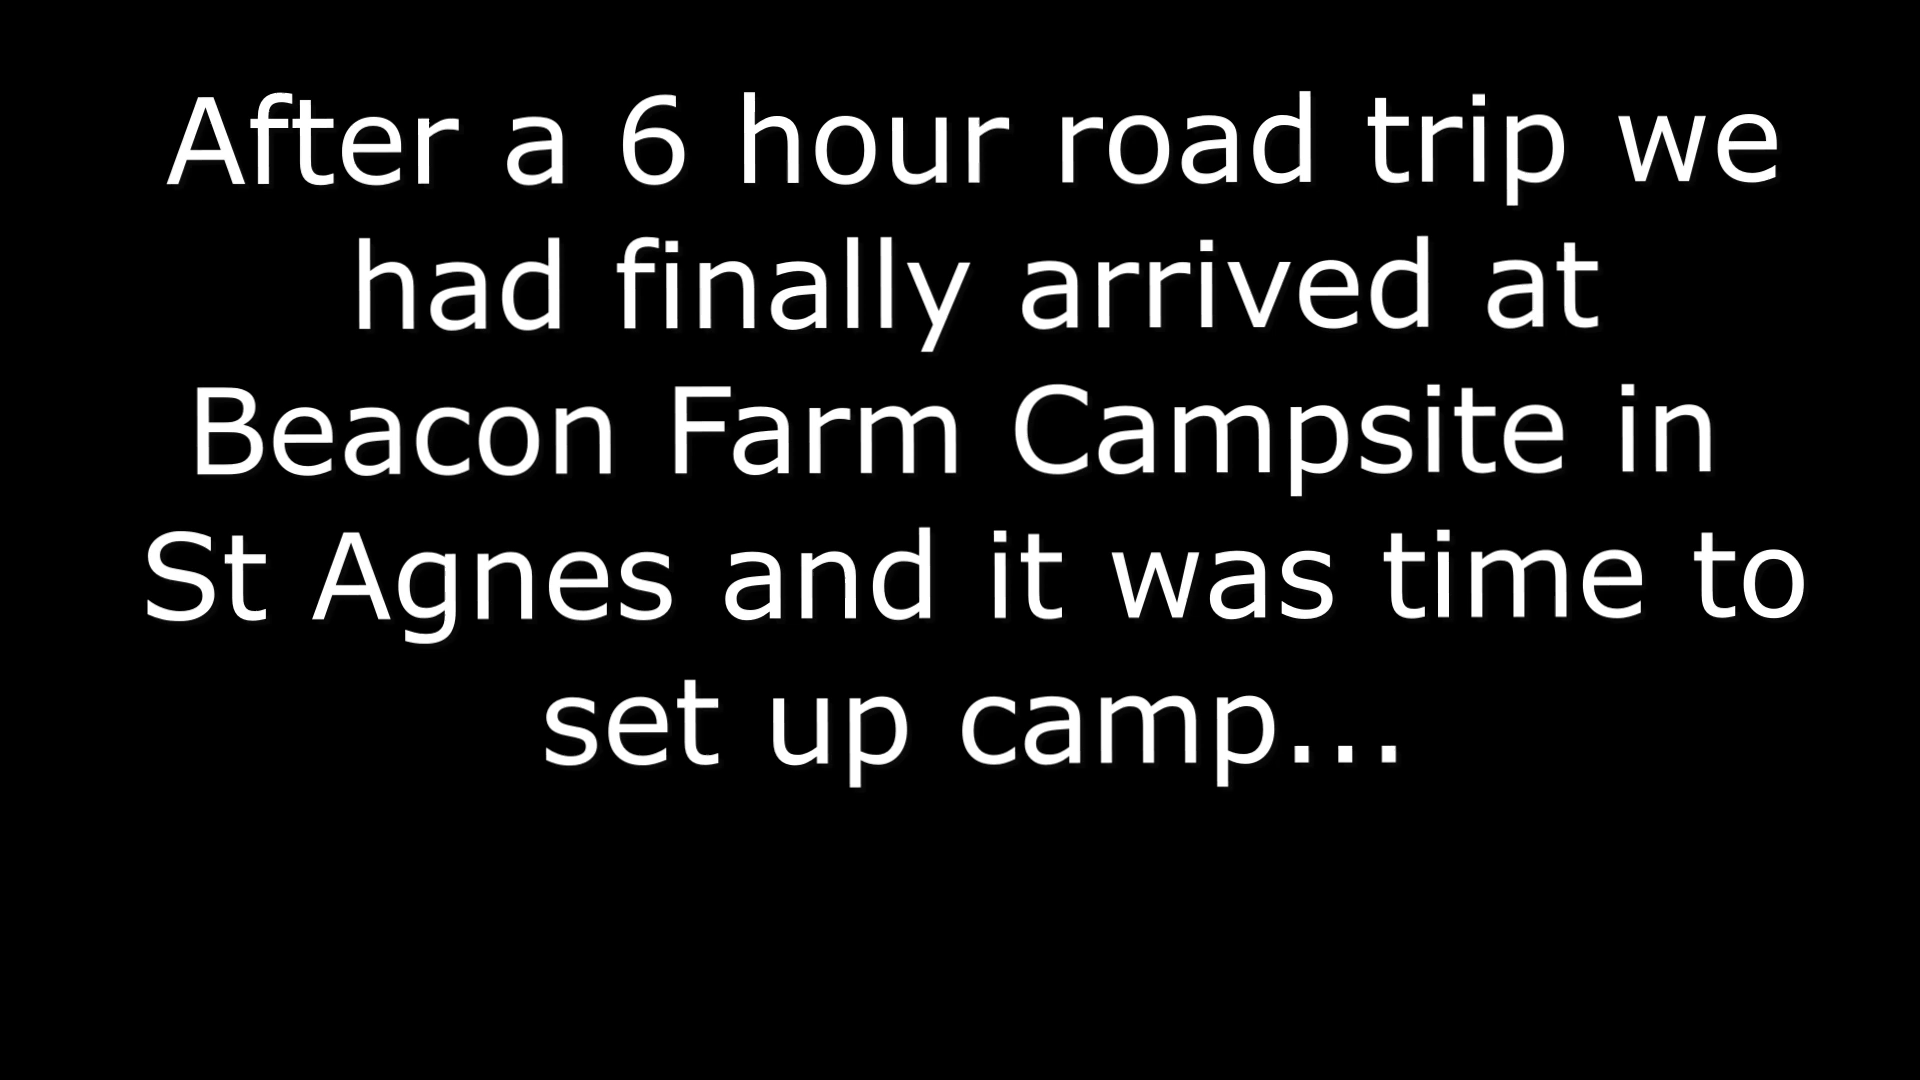 After a 6 hour road trip we
had finally arrived at
Beacon Farm Campsite in
St Agnes and it was time to
set up camp...